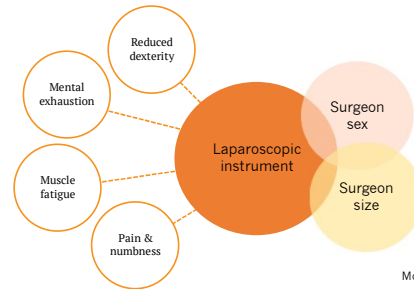 Reduced
dexterity
Mental
exhaustion
Laparoscopic
instrument
Surgeon
sex
Muscle
fatigue
Surgeon
size
Pain &
numbness